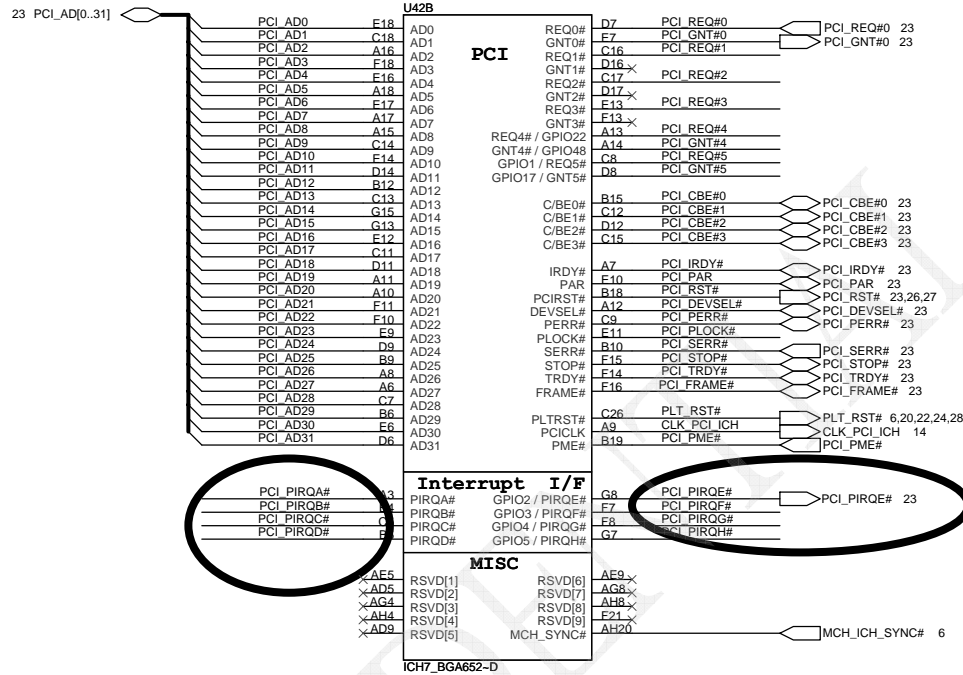 23 PCI_AD[0..31]
U42B
PCI
PCI_AD0 E18 AD0 REQ0# D7 PCI_REQ#0 PCI_REQ#0 23
PCI_AD1 C18 AD1 GNT0# E7 PCI_GNT#0 PCI_GNT#0 23
PCI_AD2 A16 AD2 REQ1# C16 PCI_REQ#1
PCI_AD3 F18 AD3 GNT1# D16
PCI_AD4 E16 AD4 REQ2# C17 PCI_REQ#2
PCI_AD5 A18 AD5 GNT2# D17
PCI_AD6 E17 AD6 REQ3# E13 PCI_REQ#3
PCI_AD7 A17 AD7 GNT3# F13
PCI_AD8 A15 AD8 REQ4# / GPIO22 A13 PCI_REQ#4
PCI_AD9 C14 AD9 GNT4# / GPIO48 A14 PCI_GNT#4
PCI_AD10 E14 AD10 GPIO1 / REQ5# C8 PCI_REQ#5
PCI_AD11 D14 AD11 GPIO17 / GNT5# D8 PCI_GNT#5
PCI_AD12 B12 AD12
PCI_AD13 C13 AD13 C/BE0# B15 PCI_CBE#0 PCI_CBE#0 23
PCI_AD14 G15 AD14 C/BE1# C12 PCI_CBE#1 PCI_CBE#1 23
PCI_AD15 G13 AD15 C/BE2# D12 PCI_CBE#2 PCI_CBE#2 23
PCI_AD16 E12 AD16 C/BE3# C15 PCI_CBE#3 PCI_CBE#3 23
PCI_AD17 C11 AD17
PCI_AD18 D11 AD18 IRDY# A7 PCI_IRDY# PCI_IRDY# 23
PCI_AD19 A11 AD19 PAR E10 PCI_PAR PCI_PAR 23
PCI_AD20 A10 AD20 PCIRST# B18 PCI_RST# PCI_RST# 23,26,27
PCI_AD21 F11 AD21 DEVSEL# A12 PCI_DEVSEL# PCI_DEVSEL# 23
PCI_AD22 F10 AD22 PERR# C9 PCI_PERR# PCI_PERR# 23
PCI_AD23 E9 AD23 PLOCK# E11 PCI_PLOCK#
PCI_AD24 D9 AD24 SERR# B10 PCI_SERR# PCI_SERR# 23
PCI_AD25 B9 AD25 STOP# F15 PCI_STOP# PCI_STOP# 23
PCI_AD26 A8 AD26 TRDY# F14 PCI_TRDY# PCI_TRDY# 23
PCI_AD27 A6 AD27 FRAME# F16 PCI_FRAME# PCI_FRAME# 23
PCI_AD28 C7 AD28
PCI_AD29 B6 AD29 PLTRST# C26 PLT_RST# PLT_RST# 6,20,22,24,28
PCI_AD30 E6 AD30 PCICLK A9 CLK_PCI_ICH CLK_PCI_ICH 14
PCI_AD31 D6 AD31 PME# B19 PCI_PME# PCI_PME#
Interrupt I/F
PCI_PIRQA# A3 PIRQA# GPIO2 / PIRQE# G8 PCI_PIRQE# PCI_PIRQE# 23
PCI_PIRQB# PIRQB# GPIO3 / PIRQF# F7 PCI_PIRQF#
PCI_PIRQC# PIRQC# GPIO4 / PIRQG# F8 PCI_PIRQG#
PCI_PIRQD# PIRQD# GPIO5 / PIRQH# G7 PCI_PIRQH#
MISC
AE5 RSVD[1] RSVD[6] AE9
AD5 RSVD[2] RSVD[7] AG8
AG4 RSVD[3] RSVD[8] AH8
AH4 RSVD[4] RSVD[9] F21
AD9 RSVD[5] MCH_SYNC# AH20 MCH_ICH_SYNC# 6
ICH7_BGA652~D